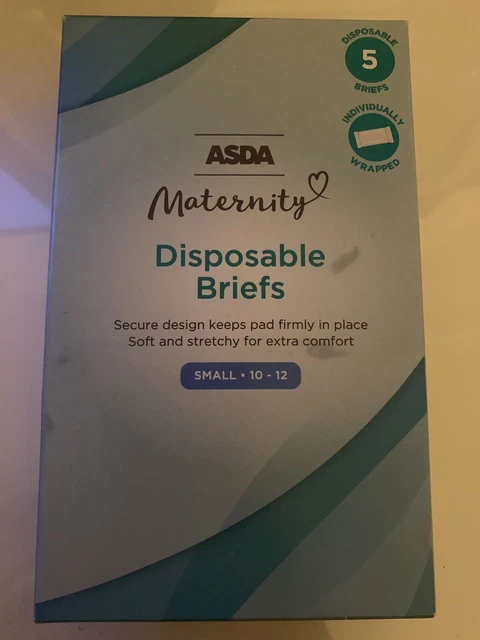 DISPOSABLE
5
BRIEFS
INDIVIDUALLY
WRAPPED
ASDA
Maternity
Disposable
Briefs
Secure design keeps pad firmly in place
Soft and stretchy for extra comfort
SMALL • 10 - 12